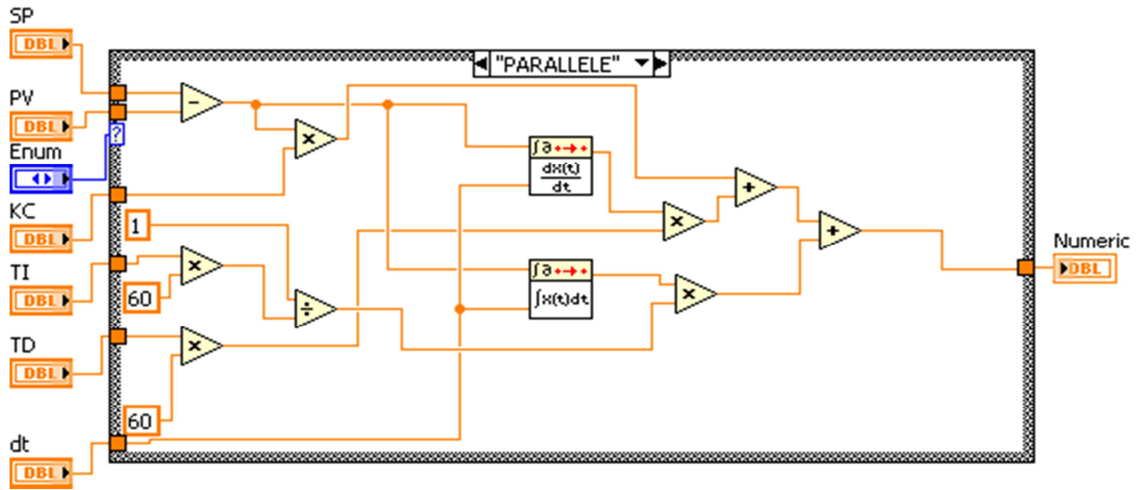 SP
DBL
"PARALLELE"
PV
DBL
?
Enum
KC
DBL
1
TI
DBL
60
TD
DBL
60
dt
DBL
-
×
∫∂
dx(t)
dt
×
+
+
×
÷
×
∫∂
∫x(t)dt
×
Numeric
DBL